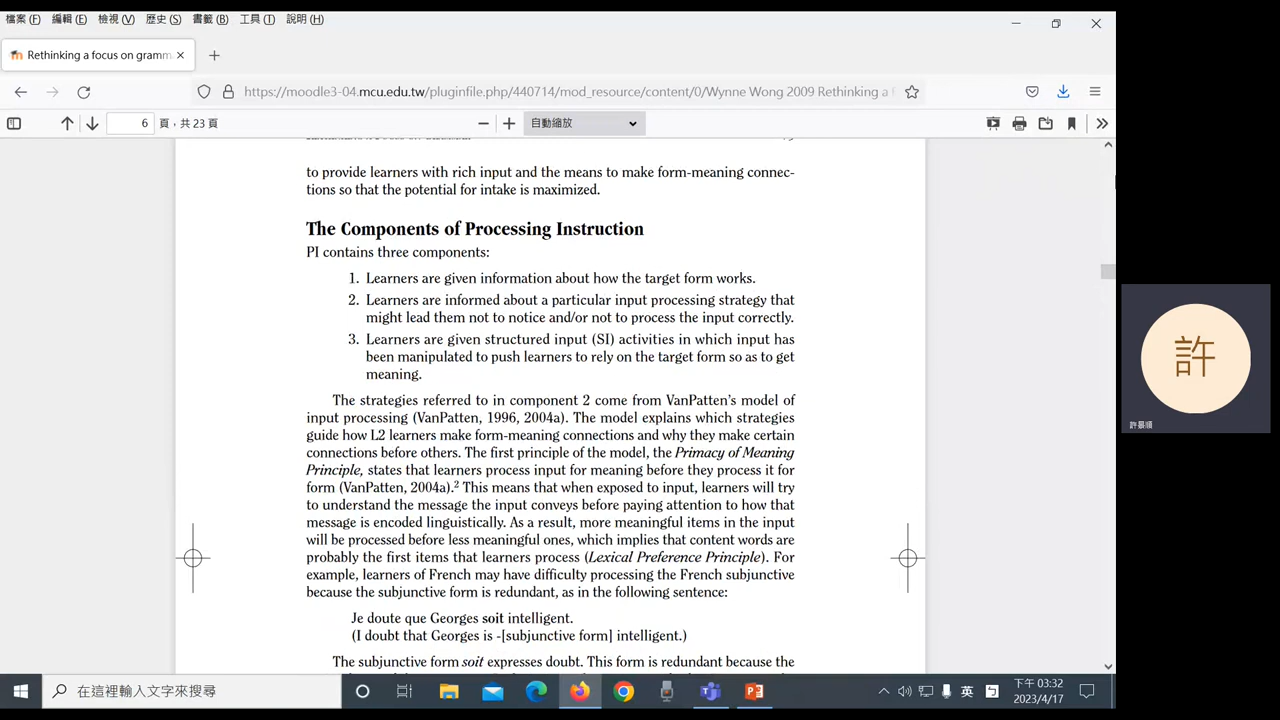 檔案(F) 編輯(E) 檢視(V) 歷史(S) 書籤(B) 工具(T) 說明(H)
Rethinking a focus on gramm
https://moodle3-04.mcu.edu.tw/pluginfile.php/440714/mod_resource/content/0/Wynne Wong 2009 Rethinking a
6 頁，共 23 頁
自動縮放
to provide learners with rich input and the means to make form-meaning connec-
tions so that the potential for intake is maximized.
The Components of Processing Instruction
PI contains three components:
1. Learners are given information about how the target form works.
2. Learners are informed about a particular input processing strategy that
might lead them not to notice and/or not to process the input correctly.
3. Learners are given structured input (SI) activities in which input has
been manipulated to push learners to rely on the target form so as to get
meaning.
The strategies referred to in component 2 come from VanPatten's model of
input processing (VanPatten, 1996, 2004a). The model explains which strategies
guide how L2 learners make form-meaning connections and why they make certain
connections before others. The first principle of the model, the Primacy of Meaning
Principle, states that learners process input for meaning before they process it for
form (VanPatten, 2004a).2 This means that when exposed to input, learners will try
to understand the message the input conveys before paying attention to how that
message is encoded linguistically. As a result, more meaningful items in the input
will be processed before less meaningful ones, which implies that content words are
probably the first items that learners process (Lexical Preference Principle). For
example, learners of French may have difficulty processing the French subjunctive
because the subjunctive form is redundant, as in the following sentence:
Je doute que Georges soit intelligent.
(I doubt that Georges is -[subjunctive form] intelligent.)
The subjunctive form soit expresses doubt. This form is redundant because the
許
許景順
在這裡輸入文字來搜尋
英
下午 03:32
2023/4/17